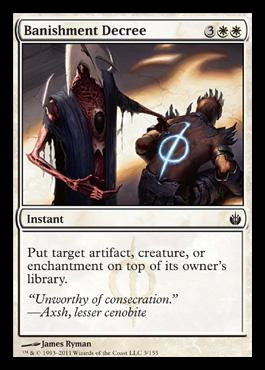 Banishment Decree 3
Instant
Put target artifact, creature, or
enchantment on top of its owner's
library.
"Unworthy of consecration."
—Axsh, lesser cenobite
James Ryman
™ & © 1993–2011 Wizards of the Coast LLC 3/155